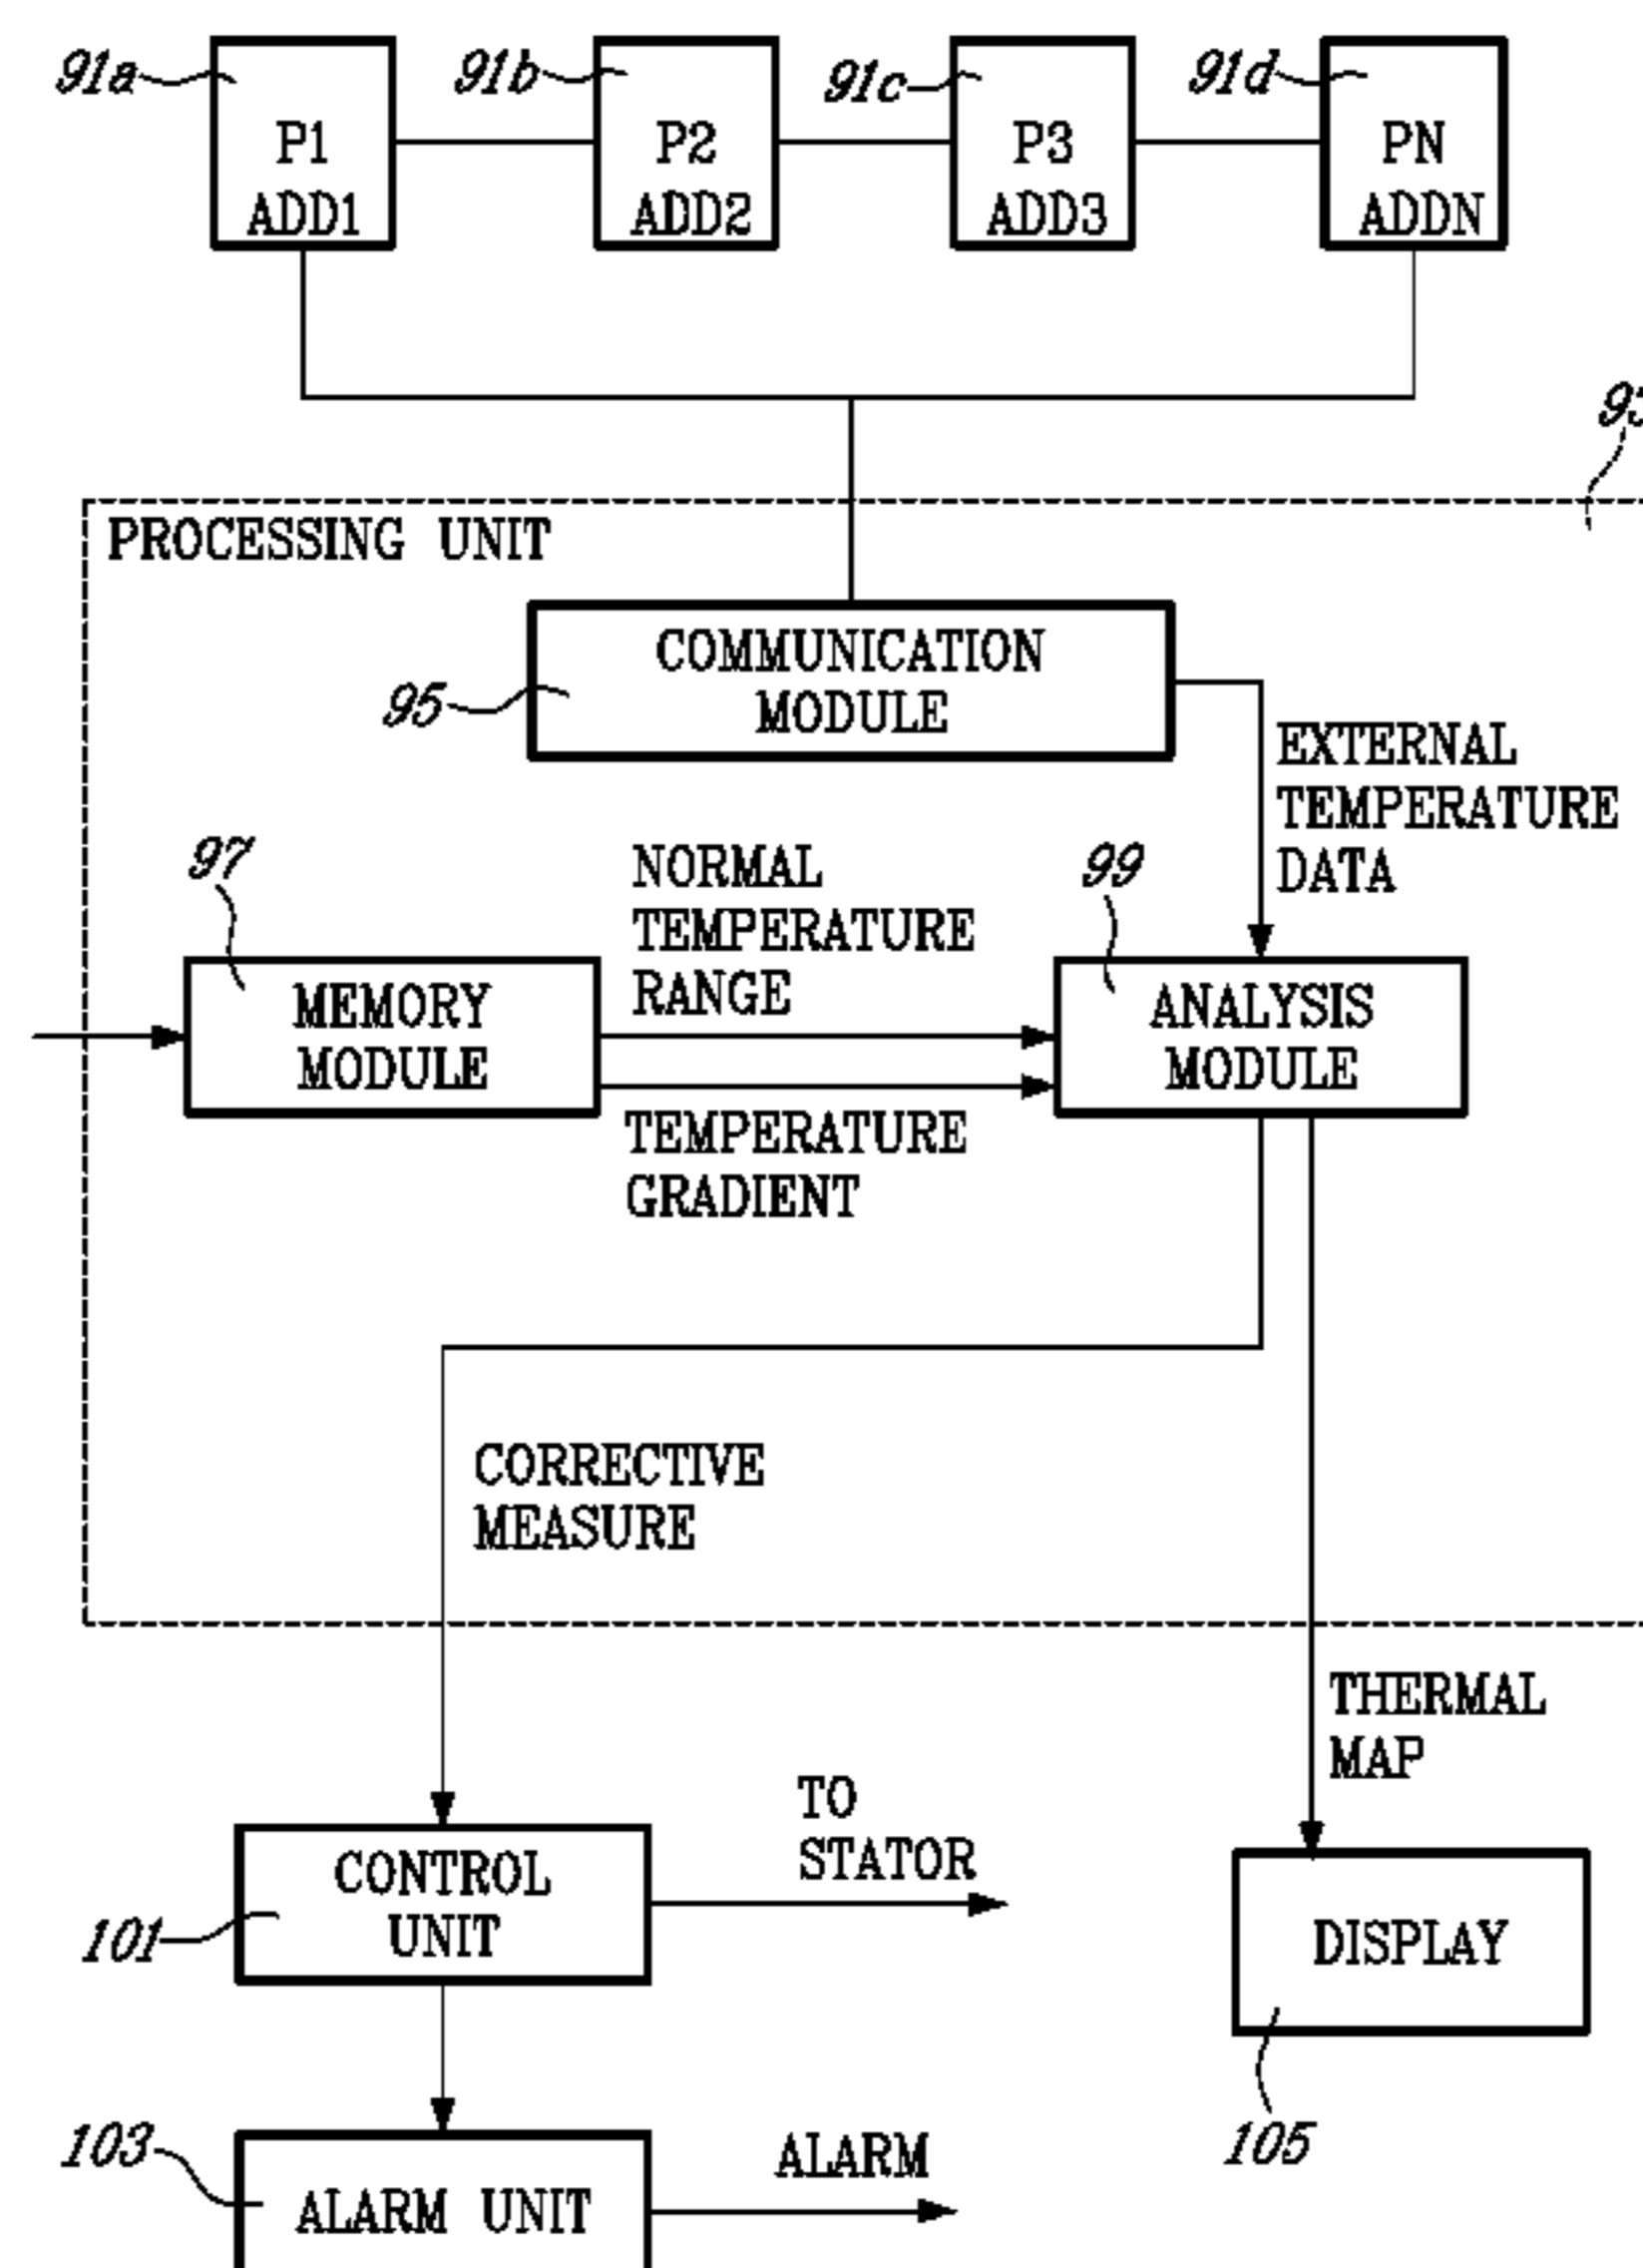 91a
91b
91c
91d
P1
ADD1
P2
ADD2
P3
ADD3
PN
ADDN
PROCESSING UNIT
COMMUNICATION
MODULE
95
EXTERNAL
TEMPERATURE
DATA
97
NORMAL
TEMPERATURE
RANGE
99
MEMORY
MODULE
ANALYSIS
MODULE
TEMPERATURE
GRADIENT
CORRECTIVE
MEASURE
THERMAL
MAP
TO
STATOR
CONTROL
UNIT
101
DISPLAY
105
103
ALARM UNIT
ALARM